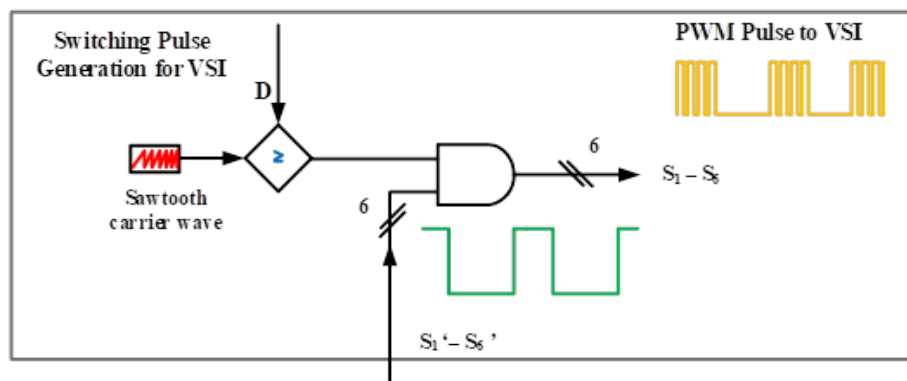 Switching Pulse
Generation for VSI
PWM Pulse to VSI
D
≥
Sawtooth
carrier wave
6
6
S₁ – S₆
S₁ ‘– S₆ ’